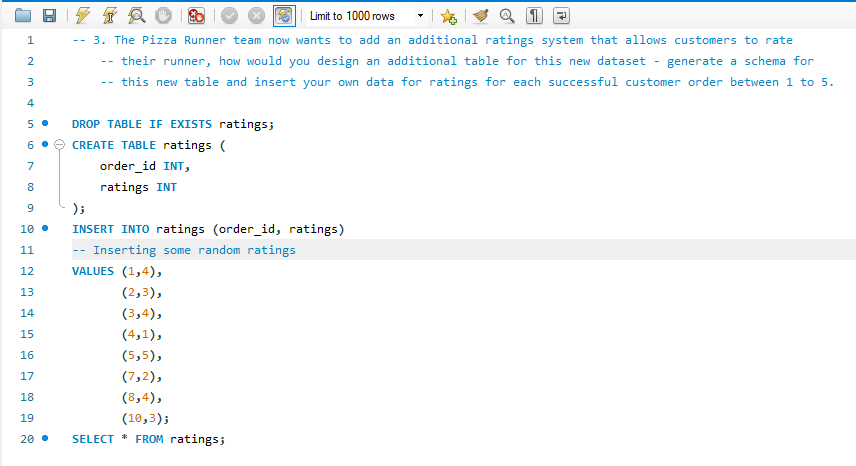 Limit to 1000 rows
1 -- 3. The Pizza Runner team now wants to add an additional ratings system that allows customers to rate
2 -- their runner, how would you design an additional table for this new dataset - generate a schema for
3 -- this new table and insert your own data for ratings for each successful customer order between 1 to 5.
4
5 DROP TABLE IF EXISTS ratings;
6 CREATE TABLE ratings (
7 order_id INT,
8 ratings INT
9 );
10 INSERT INTO ratings (order_id, ratings)
11 -- Inserting some random ratings
12 VALUES (1,4),
13 (2,3),
14 (3,4),
15 (4,1),
16 (5,5),
17 (7,2),
18 (8,4),
19 (10,3);
20 SELECT * FROM ratings;